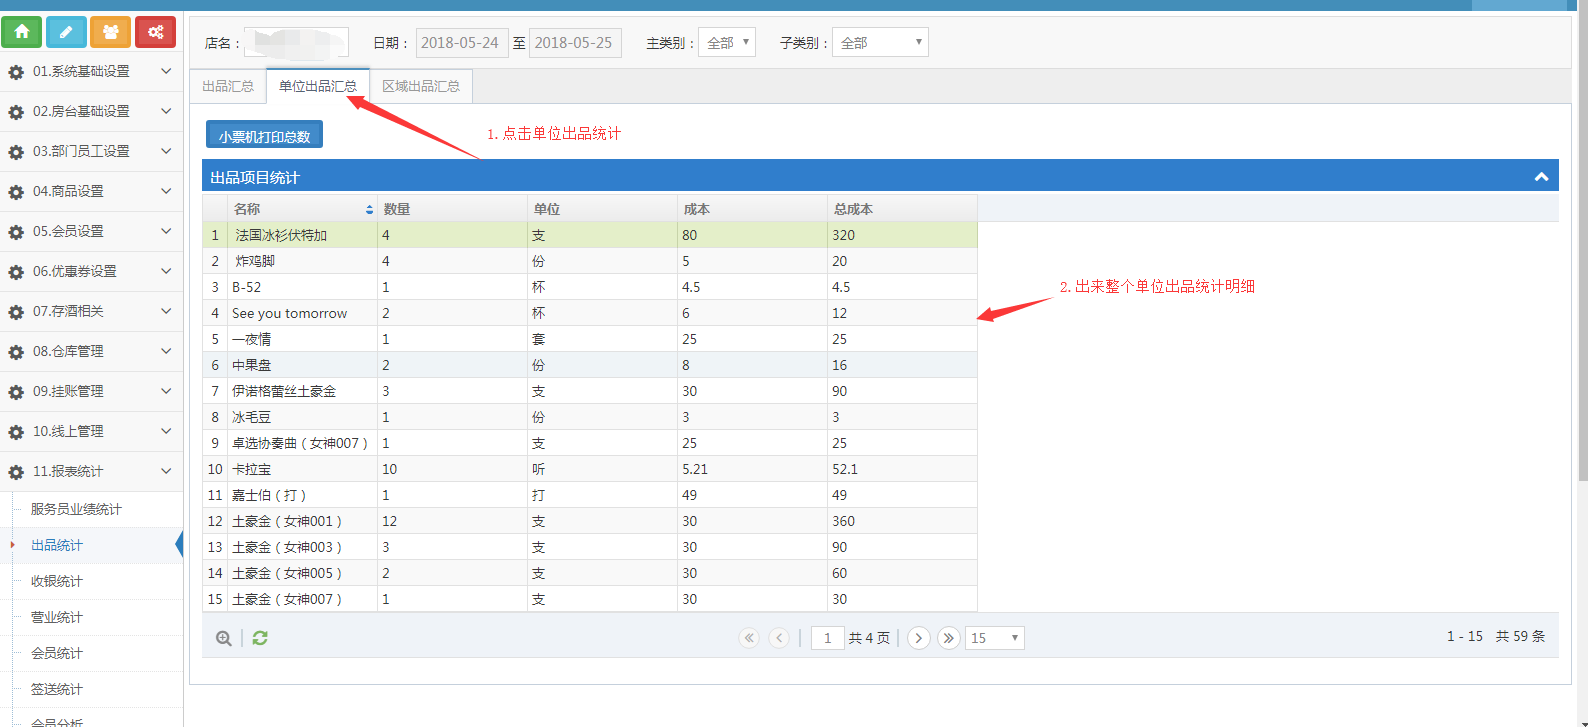 店名：
日期： 2018-05-24 至 2018-05-25
主类别： 全部
子类别： 全部
01.系统基础设置
02.房台基础设置
03.部门员工设置
04.商品设置
05.会员设置
06.优惠券设置
07.存酒相关
08.仓库管理
09.挂账管理
10.线上管理
11.报表统计
服务员业绩统计
出品统计
收银统计
营业统计
会员统计
签送统计
会员分析
出品汇总 单位出品汇总 区域出品汇总
小票机打印总数
1. 点击单位出品统计
出品项目统计
名称 数量 单位 成本 总成本
1 法国冰衫伏特加 4 支 80 320
2 炸鸡脚 4 份 5 20
3 B-52 1 杯 4.5 4.5
4 See you tomorrow 2 杯 6 12
5 一夜情 1 套 25 25
6 中果盘 2 份 8 16
7 伊诺格蕾丝土豪金 3 支 30 90
8 冰毛豆 1 份 3 3
9 卓选协奏曲（女神007） 1 支 25 25
10 卡拉宝 10 听 5.21 52.1
11 嘉士伯（打） 1 打 49 49
12 土豪金（女神001） 12 支 30 360
13 土豪金（女神003） 3 支 30 90
14 土豪金（女神005） 2 支 30 60
15 土豪金（女神007） 1 支 30 30
2. 出来整个单位出品统计明细
1 共 4 页 15
1 - 15 共 59 条